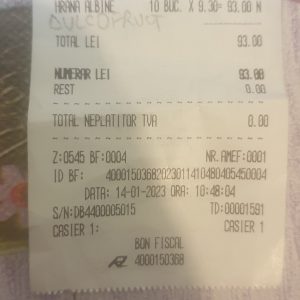 HRANA ALBINE 10 BUC. X 9.30= 93.00 N
DULCOFRUCT
TOTAL LEI 93.00
NUMERAR LEI 93.00
REST 0.00
TOTAL NEPLATITOR TVA 0.00
Z:0545 BF:0004 NR.AMEF:0001
ID BF: 40001503682023011410480405450004
DATA: 14-01-2023 ORA: 10:48:04
S/N:DB4400005015 TD:00001591
CASIER 1: CASIER 1
BON FISCAL
4000150368